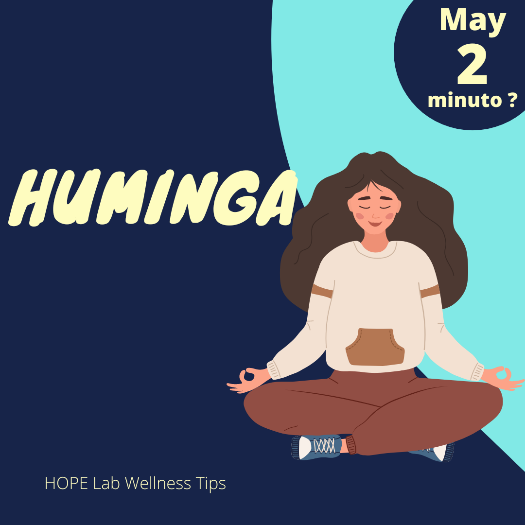 May
2
minuto ?
HUMINGA
HOPE Lab Wellness Tips